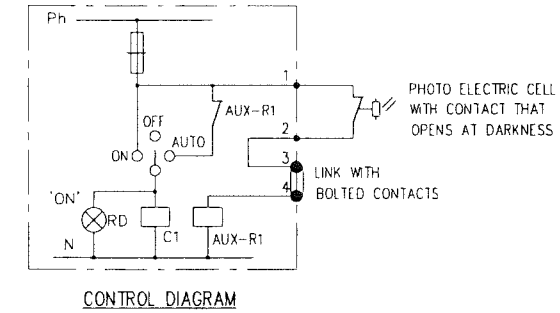 Ph
1
PHOTO ELECTRIC CELL
WITH CONTACT THAT
OPENS AT DARKNESS
AUX-R1
OFF
2
AUTO
ON
3
LINK WITH
BOLTED CONTACTS
4
'ON'
RD
C1
AUX-R1
N
CONTROL DIAGRAM